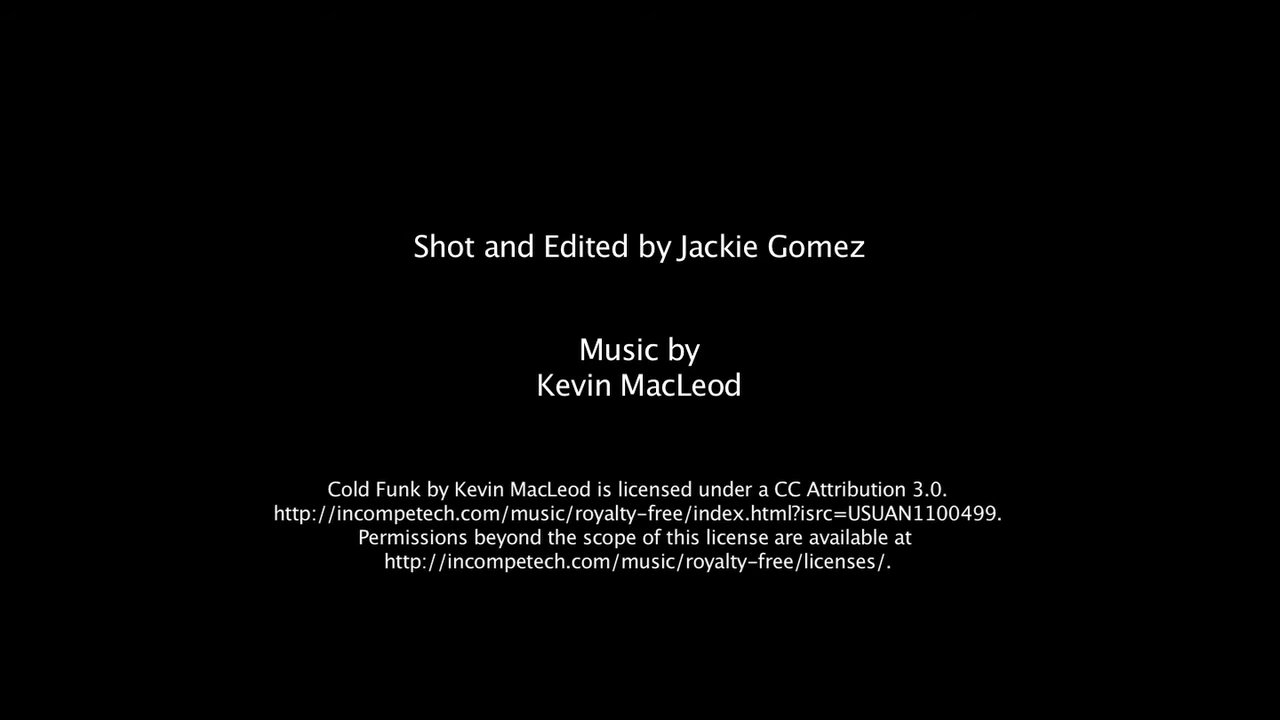 Shot and Edited by Jackie Gomez
Music by
Kevin MacLeod
Cold Funk by Kevin MacLeod is licensed under a CC Attribution 3.0.
http://incompetech.com/music/royalty-free/index.html?isrc=USUAN1100499.
Permissions beyond the scope of this license are available at
http://incompetech.com/music/royalty-free/licenses/.